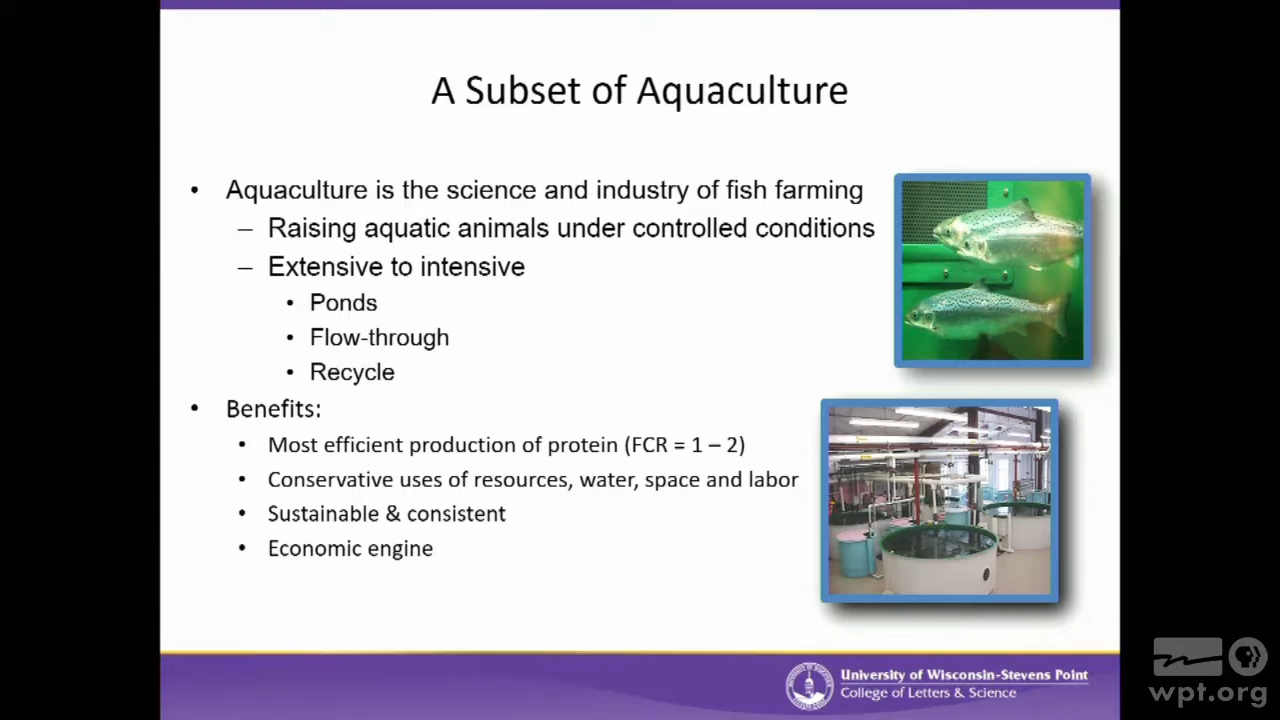 A Subset of Aquaculture
• Aquaculture is the science and industry of fish farming
– Raising aquatic animals under controlled conditions
– Extensive to intensive
• Ponds
• Flow-through
• Recycle
• Benefits:
• Most efficient production of protein (FCR = 1 – 2)
• Conservative uses of resources, water, space and labor
• Sustainable & consistent
• Economic engine
University of Wisconsin-Stevens Point
College of Letters & Science
wpt.org